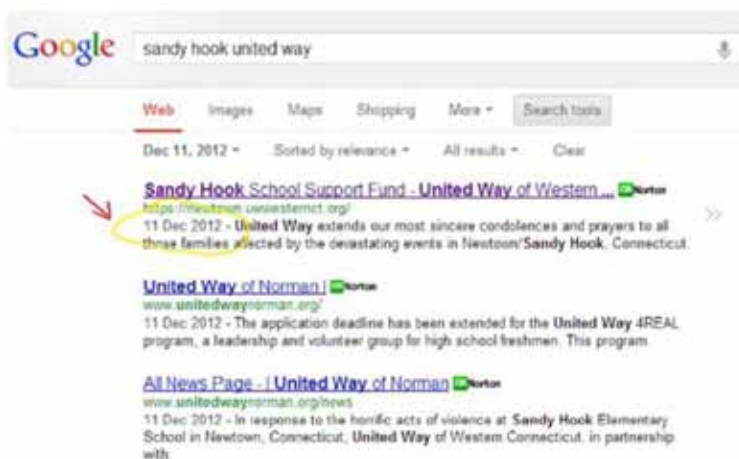 Google sandy hook united way
Web Images Maps Shopping More Search tools
Dec 11, 2012 Sorted by relevance All results Clear
Sandy Hook School Support Fund - United Way of Western ... Norton
https://newtown.uwwesternct.org/
11 Dec 2012 - United Way extends our most sincere condolences and prayers to all
those families affected by the devastating events in Newtown/Sandy Hook, Connecticut.
United Way of Norman | Norton
www.unitedwaynorman.org/
11 Dec 2012 - The application deadline has been extended for the United Way 4REAL
program, a leadership and volunteer group for high school freshmen. This program
All News Page - | United Way of Norman Norton
www.unitedwaynorman.org/news
11 Dec 2012 - In response to the horrific acts of violence at Sandy Hook Elementary
School in Newtown, Connecticut, United Way of Western Connecticut, in partnership
with